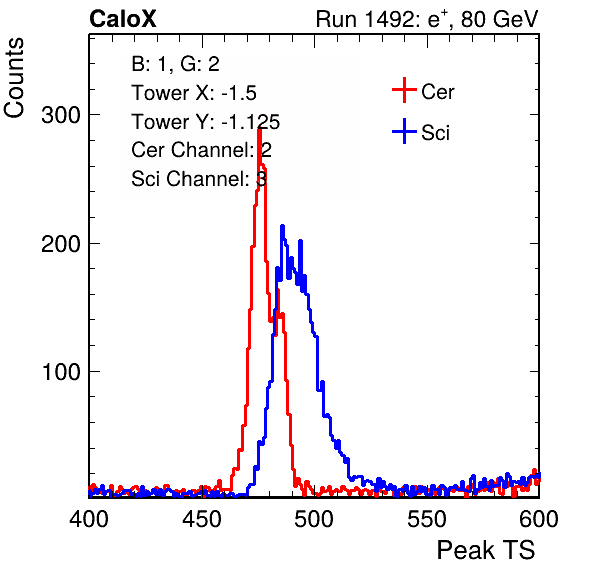 CaloX Run 1492: e+, 80 GeV
Counts
B: 1, G: 2
Tower X: -1.5
Tower Y: -1.125
Cer Channel: 2
Sci Channel: 3
Cer
Sci
300
200
100
400 450 500 550 600
Peak TS